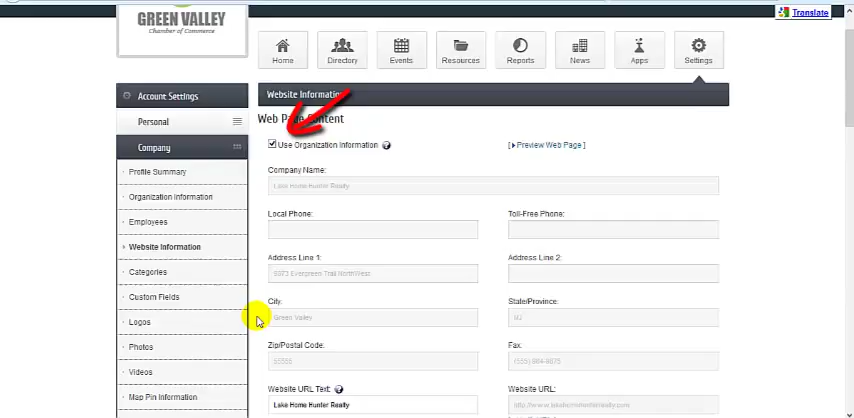 Translate
GREEN VALLEY
Chamber of Commerce
Home Directory Events Resources Reports News Apps Settings
Account Settings
Website Information
Personal
Web Page Content
Company
Use Organization Information
[ Preview Web Page ]
Profile Summary
Company Name:
Lake Home Hunter Realty
Organization Information
Local Phone:
Toll-Free Phone:
Employees
Website Information
Address Line 1:
Address Line 2:
Categories
Evergreen Trail NorthWest
Custom Fields
City:
State/Province:
Logos
Green Valley
Photos
Zip/Postal Code:
Fax:
55555
Videos
Website URL Text:
Website URL:
Map Pin Information
Lake Home Hunter Realty